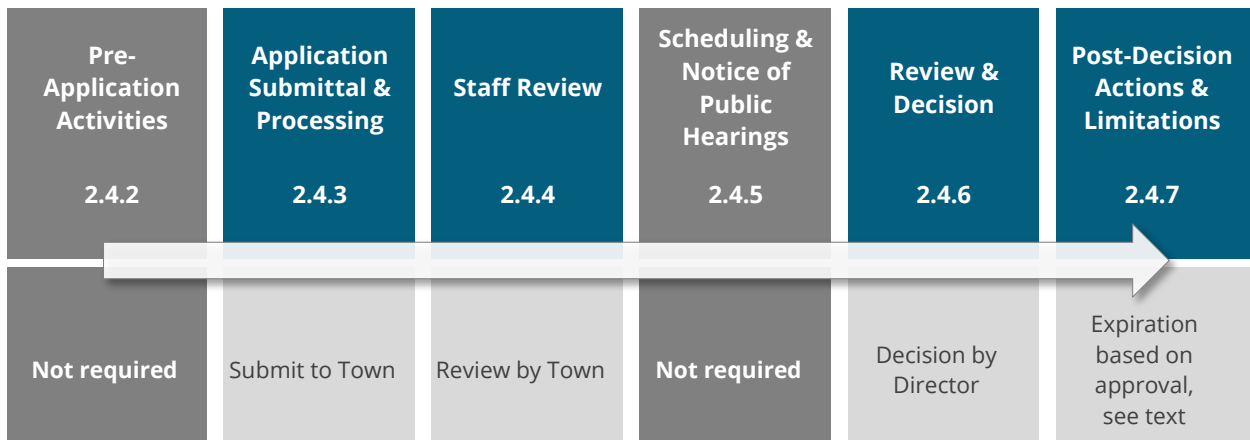 Pre-
Application
Activities
2.4.2
Application
Submittal &
Processing
2.4.3
Staff Review
2.4.4
Scheduling &
Notice of
Public
Hearings
2.4.5
Review &
Decision
2.4.6
Post-Decision
Actions &
Limitations
2.4.7
Not required
Submit to Town
Review by Town
Not required
Decision by
Director
Expiration
based on
approval,
see text